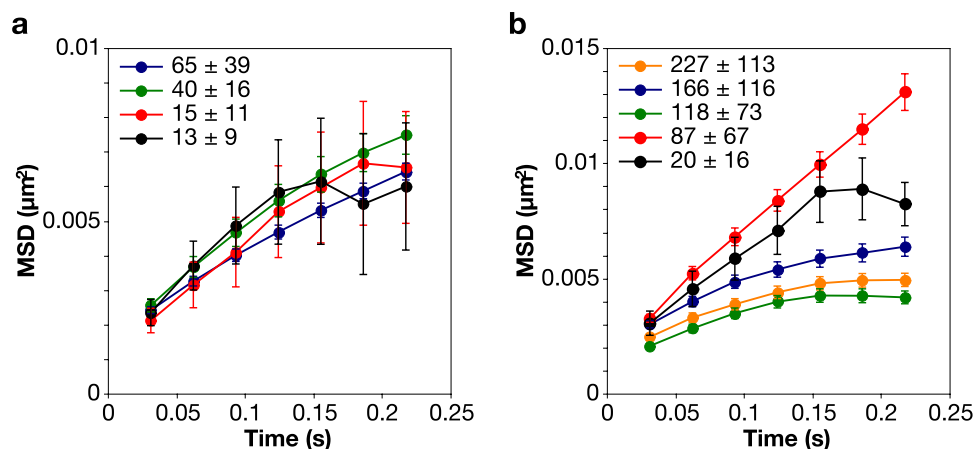 a
MSD (µm²)
0.01
0.005
0
65 ± 39
40 ± 16
15 ± 11
13 ± 9
0 0.05 0.1 0.15 0.2 0.25
Time (s)
b
MSD (µm²)
0.015
0.01
0.005
0
227 ± 113
166 ± 116
118 ± 73
87 ± 67
20 ± 16
0 0.05 0.1 0.15 0.2 0.25
Time (s)